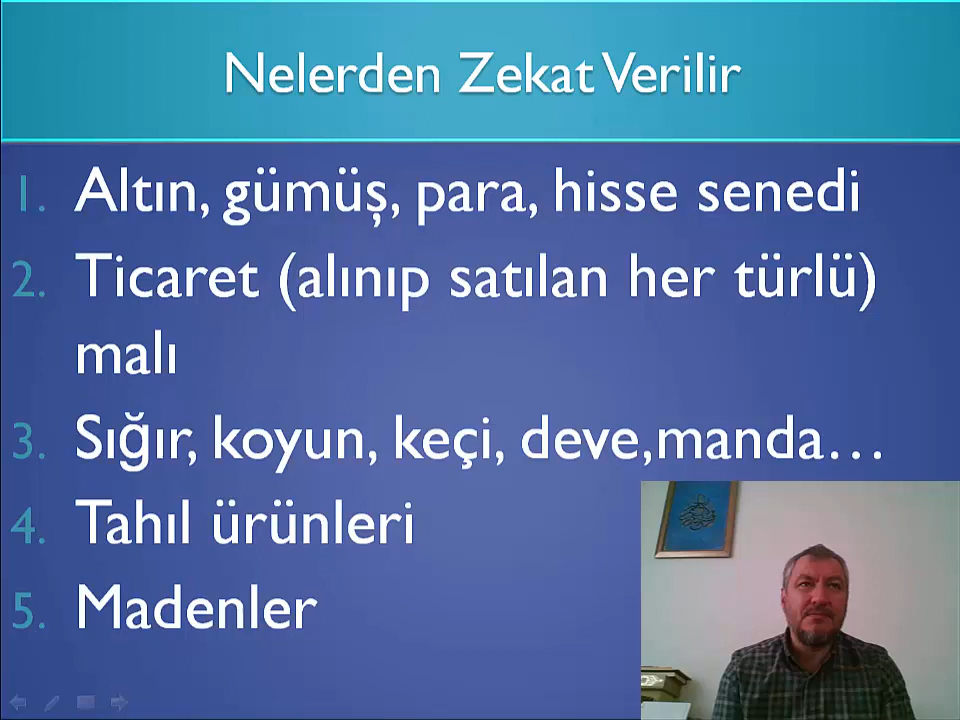 Nelerden Zekat Verilir
1. Altın, gümüş, para, hisse senedi
2. Ticaret (alınıp satılan her türlü)
malı
3. Sığır, koyun, keçi, deve,manda…
4. Tahıl ürünleri
5. Madenler